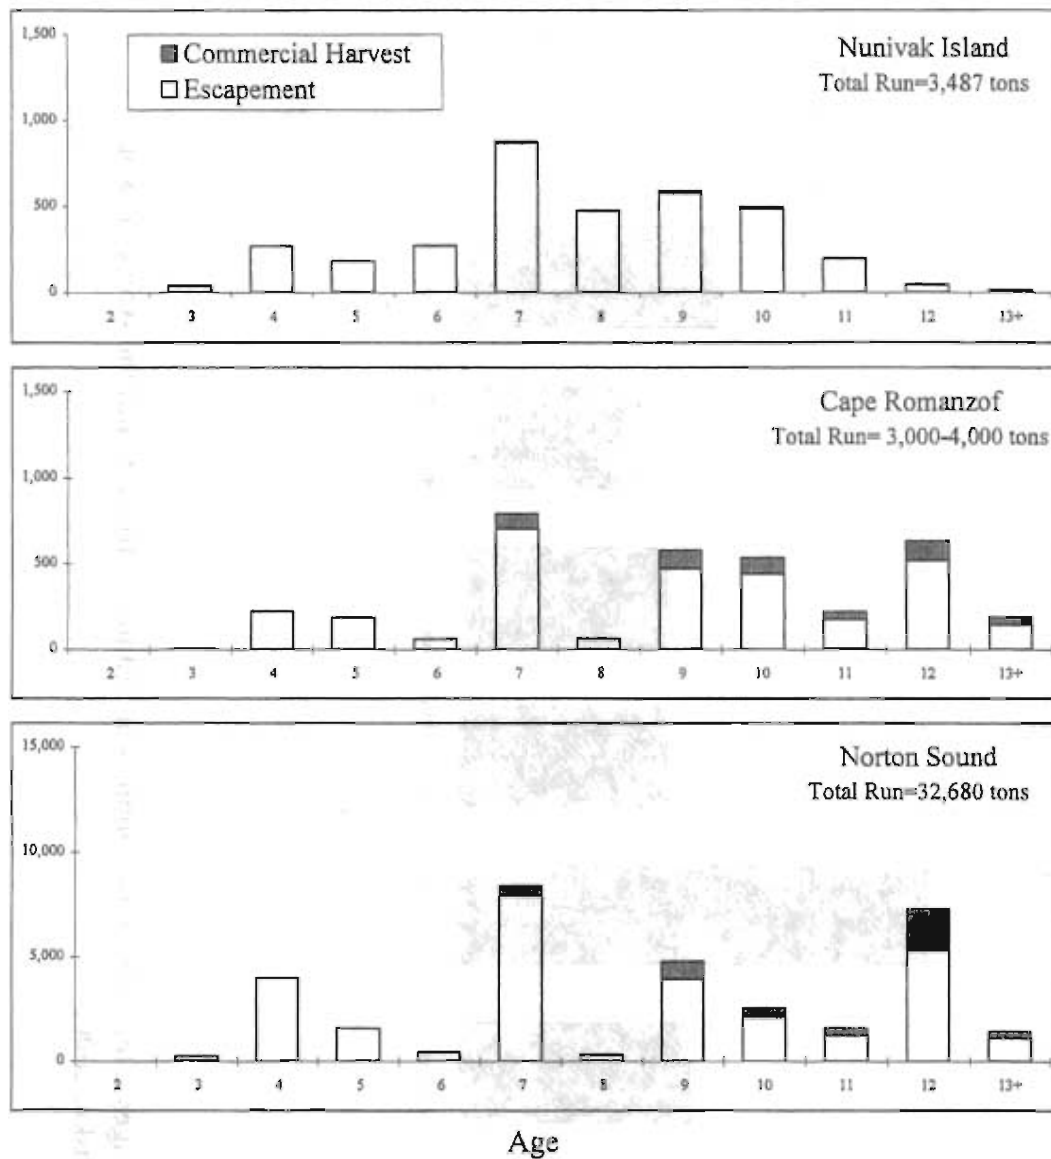 1,500
Commercial Harvest
Escapement
Nunivak Island
Total Run=3,487 tons
1,000
500
0
2 3 4 5 6 7 8 9 10 11 12 13+
1,500
Cape Romanzof
Total Run= 3,000-4,000 tons
1,000
500
0
2 3 4 5 6 7 8 9 10 11 12 13+
15,000
Norton Sound
Total Run=32,680 tons
10,000
5,000
0
2 3 4 5 6 7 8 9 10 11 12 13+
Age